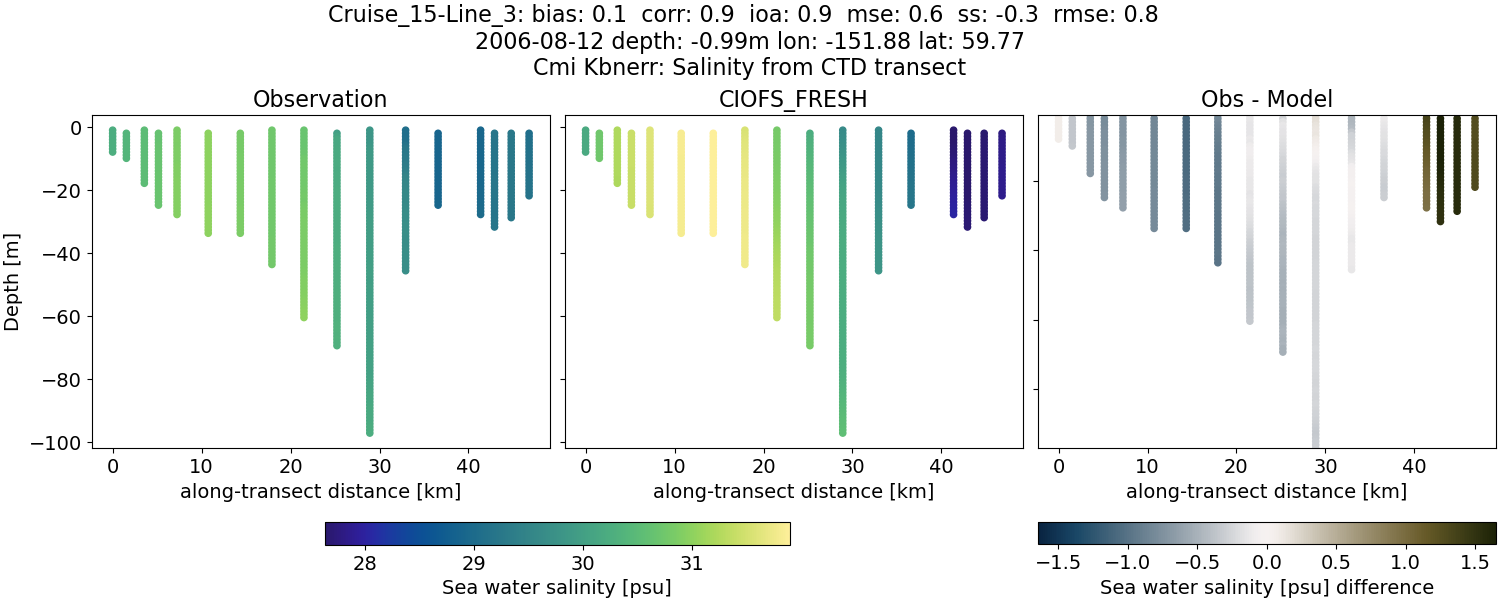 Cruise_15-Line_3: bias: 0.1  corr: 0.9  ioa: 0.9  mse: 0.6  ss: -0.3  rmse: 0.8
2006-08-12 depth: -0.99m lon: -151.88 lat: 59.77
Cmi Kbnerr: Salinity from CTD transect
Observation
CIOFS_FRESH
Obs - Model
Depth [m]
0
−20
−40
−60
−80
−100
0 10 20 30 40
0 10 20 30 40
0 10 20 30 40
along-transect distance [km]
along-transect distance [km]
along-transect distance [km]
28 29 30 31
Sea water salinity [psu]
−1.5 −1.0 −0.5 0.0 0.5 1.0 1.5
Sea water salinity [psu] difference